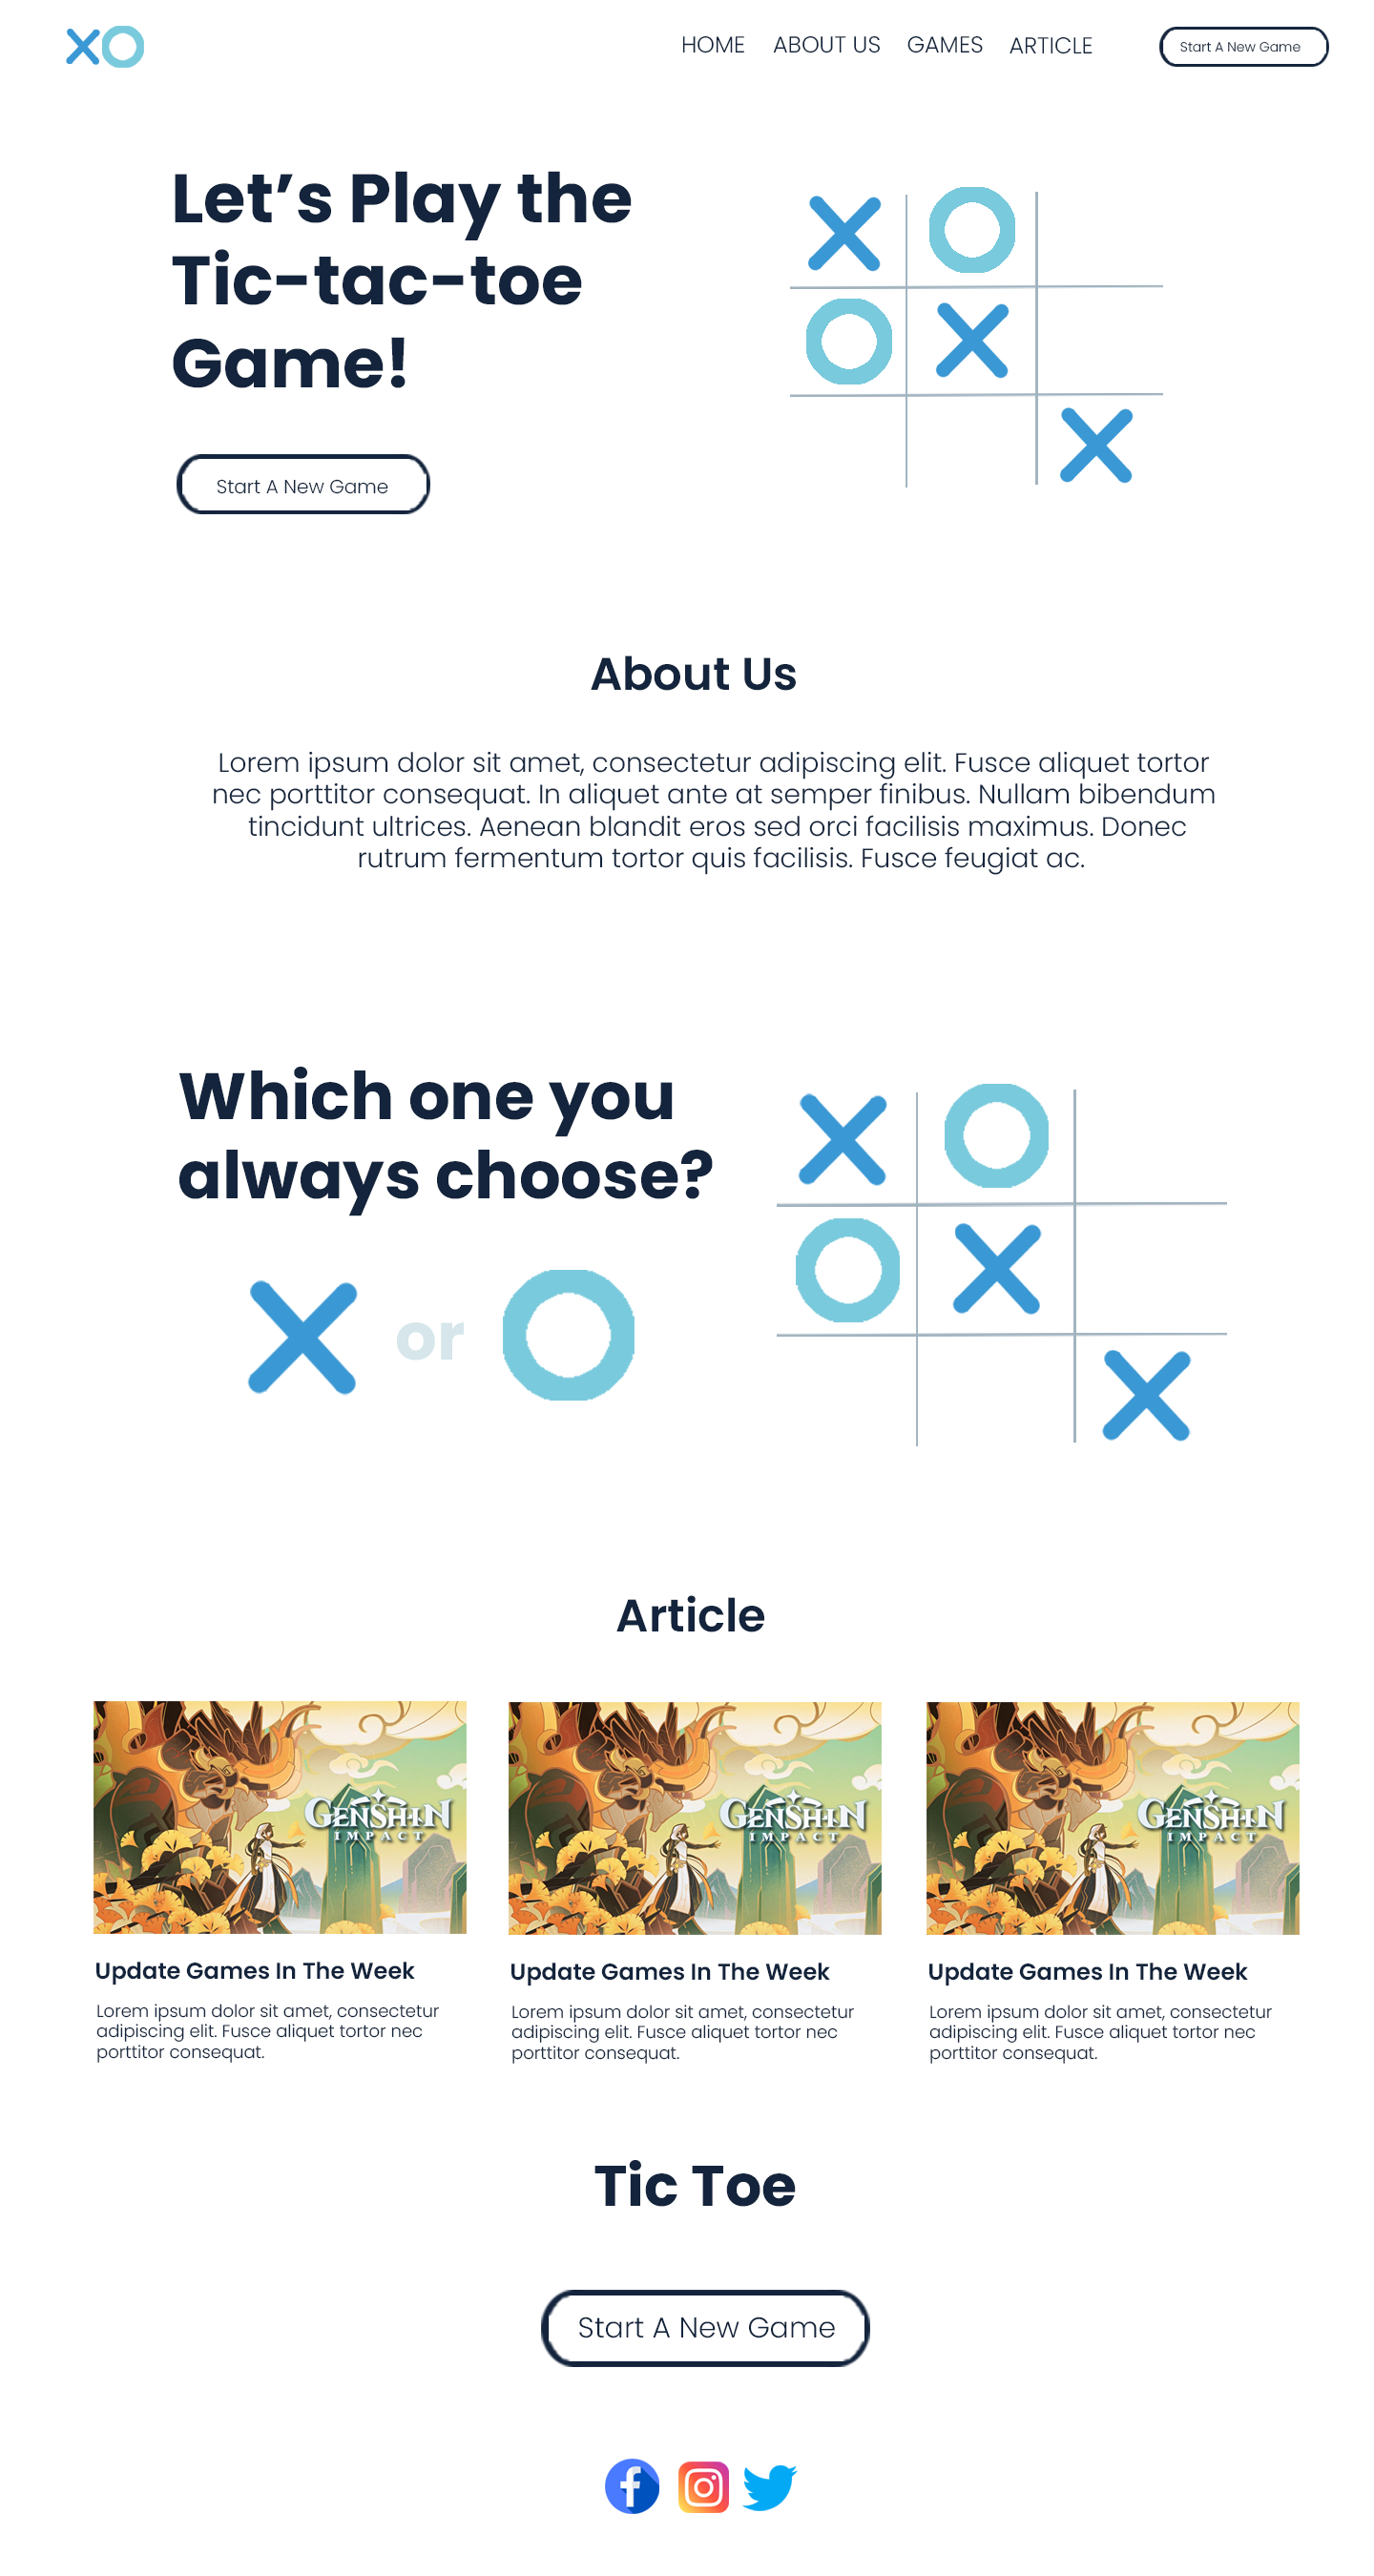 XO
HOME ABOUT US GAMES ARTICLE Start A New Game
Let’s Play the
Tic-tac-toe
Game!
Start A New Game
X O
O X
X
About Us
Lorem ipsum dolor sit amet, consectetur adipiscing elit. Fusce aliquet tortor
nec porttitor consequat. In aliquet ante at semper finibus. Nullam bibendum
tincidunt ultrices. Aenean blandit eros sed orci facilisis maximus. Donec
rutrum fermentum tortor quis facilisis. Fusce feugiat ac.
Which one you
always choose?
X or O
X O
O X
X
Article
GENSHIN
IMPACT
Update Games In The Week
Lorem ipsum dolor sit amet, consectetur
adipiscing elit. Fusce aliquet tortor nec
porttitor consequat.
GENSHIN
IMPACT
Update Games In The Week
Lorem ipsum dolor sit amet, consectetur
adipiscing elit. Fusce aliquet tortor nec
porttitor consequat.
GENSHIN
IMPACT
Update Games In The Week
Lorem ipsum dolor sit amet, consectetur
adipiscing elit. Fusce aliquet tortor nec
porttitor consequat.
Tic Toe
Start A New Game